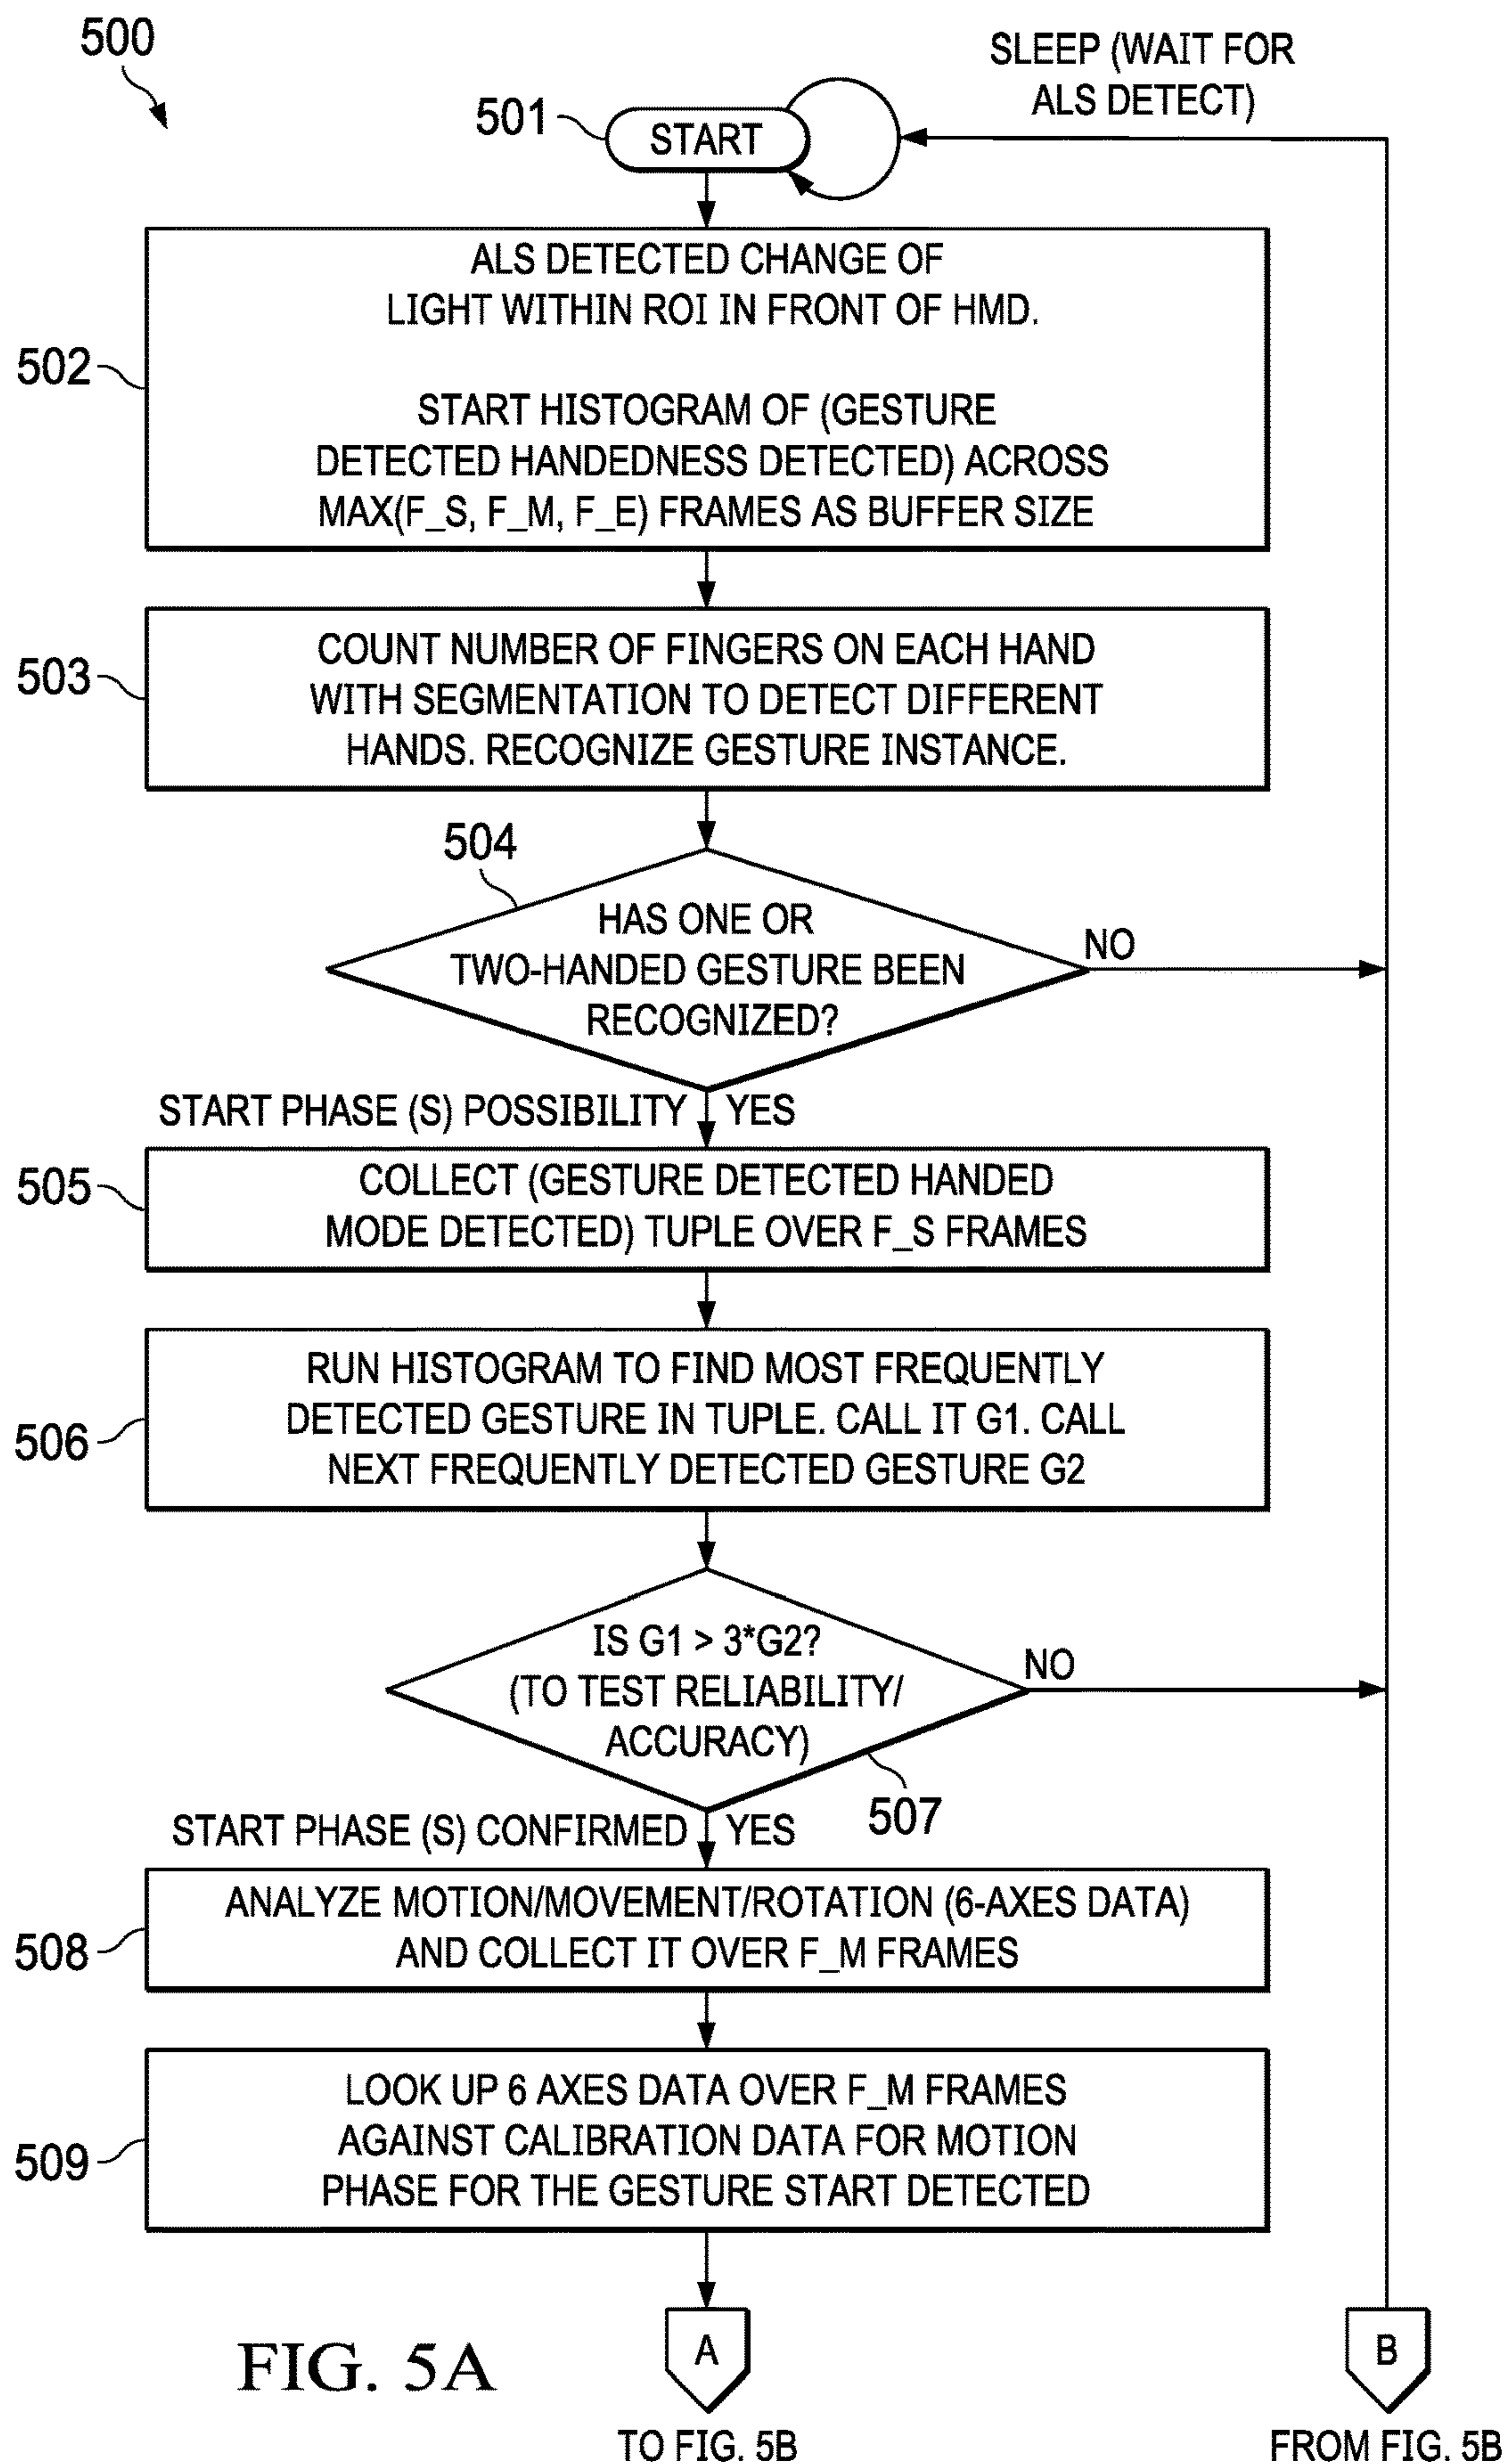 500
SLEEP (WAIT FOR
ALS DETECT)
501
START
502
ALS DETECTED CHANGE OF
LIGHT WITHIN ROI IN FRONT OF HMD.
START HISTOGRAM OF (GESTURE
DETECTED HANDEDNESS DETECTED) ACROSS
MAX(F_S, F_M, F_E) FRAMES AS BUFFER SIZE
503
COUNT NUMBER OF FINGERS ON EACH HAND
WITH SEGMENTATION TO DETECT DIFFERENT
HANDS. RECOGNIZE GESTURE INSTANCE.
504
HAS ONE OR
TWO-HANDED GESTURE BEEN
RECOGNIZED?
NO
START PHASE (S) POSSIBILITY
YES
505
COLLECT (GESTURE DETECTED HANDED
MODE DETECTED) TUPLE OVER F_S FRAMES
506
RUN HISTOGRAM TO FIND MOST FREQUENTLY
DETECTED GESTURE IN TUPLE. CALL IT G1. CALL
NEXT FREQUENTLY DETECTED GESTURE G2
IS G1 > 3*G2?
(TO TEST RELIABILITY/
ACCURACY)
NO
507
START PHASE (S) CONFIRMED
YES
508
ANALYZE MOTION/MOVEMENT/ROTATION (6-AXES DATA)
AND COLLECT IT OVER F_M FRAMES
509
LOOK UP 6 AXES DATA OVER F_M FRAMES
AGAINST CALIBRATION DATA FOR MOTION
PHASE FOR THE GESTURE START DETECTED
FIG. 5A
A
TO FIG. 5B
B
FROM FIG. 5B